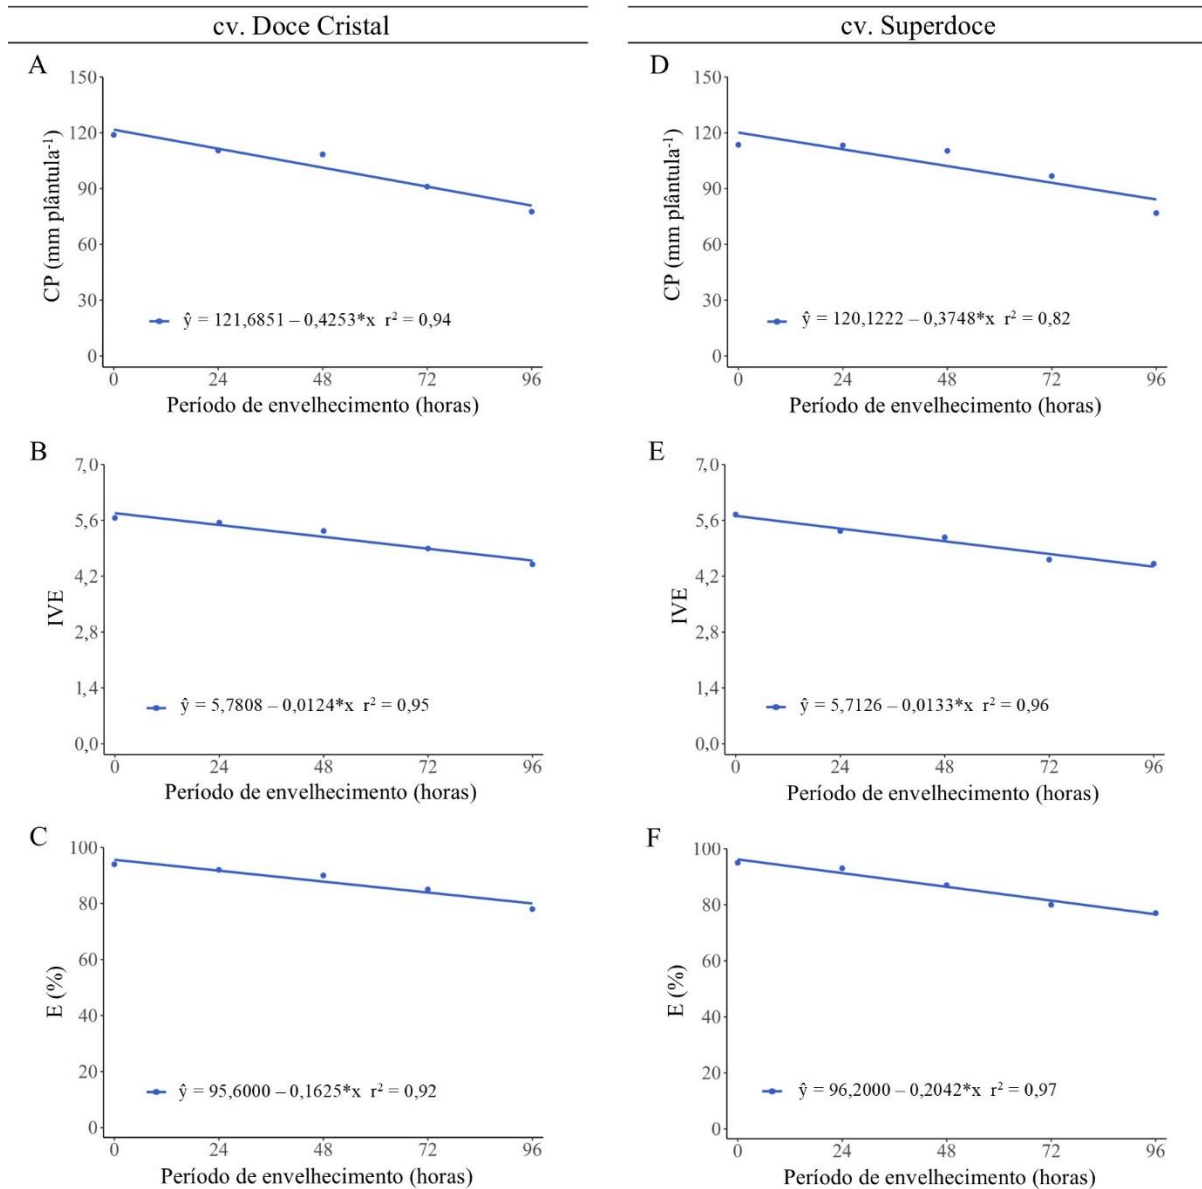 cv. Doce Cristal
cv. Superdoce
A
150
120
90
60
30
0
CP (mm plântula⁻¹)
ŷ = 121,6851 – 0,4253*x r² = 0,94
0 24 48 72 96
Período de envelhecimento (horas)
D
150
120
90
60
30
0
CP (mm plântula⁻¹)
ŷ = 120,1222 – 0,3748*x r² = 0,82
0 24 48 72 96
Período de envelhecimento (horas)
B
7,0
5,6
4,2
2,8
1,4
0,0
IVE
ŷ = 5,7808 – 0,0124*x r² = 0,95
0 24 48 72 96
Período de envelhecimento (horas)
E
7,0
5,6
4,2
2,8
1,4
0,0
IVE
ŷ = 5,7126 – 0,0133*x r² = 0,96
0 24 48 72 96
Período de envelhecimento (horas)
C
100
80
60
40
20
0
E (%)
ŷ = 95,6000 – 0,1625*x r² = 0,92
0 24 48 72 96
Período de envelhecimento (horas)
F
100
80
60
40
20
0
E (%)
ŷ = 96,2000 – 0,2042*x r² = 0,97
0 24 48 72 96
Período de envelhecimento (horas)